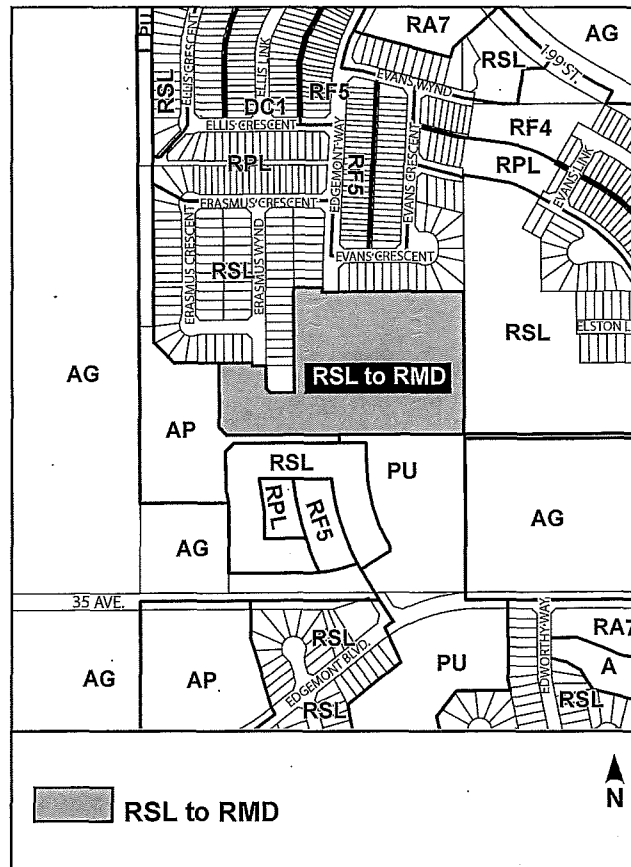 PU
RSL
ELLIS CRESCENT
ELLIS LINK
DC1
RF5
ELLIS CRESCENT
RA7
EVANS WYND
RSL
199 ST.
AG
RPL
EDGEMONT WAY
RF5
EVANS CRESCENT
RF4
RPL
EVANS LINK
ERASMUS CRESCENT
ERASMUS CRESCENT
RSL
ERASMUS WYND
EVANS CRESCENT
RSL
ELSTON L
AG
RSL to RMD
AP
RSL
RPL
RF5
PU
AG
AG
35 AVE.
AG
AP
RSL
EDGEMONT BLVD.
RSL
PU
EDWORTHY WAY
RA7
A
RSL
RSL to RMD
N